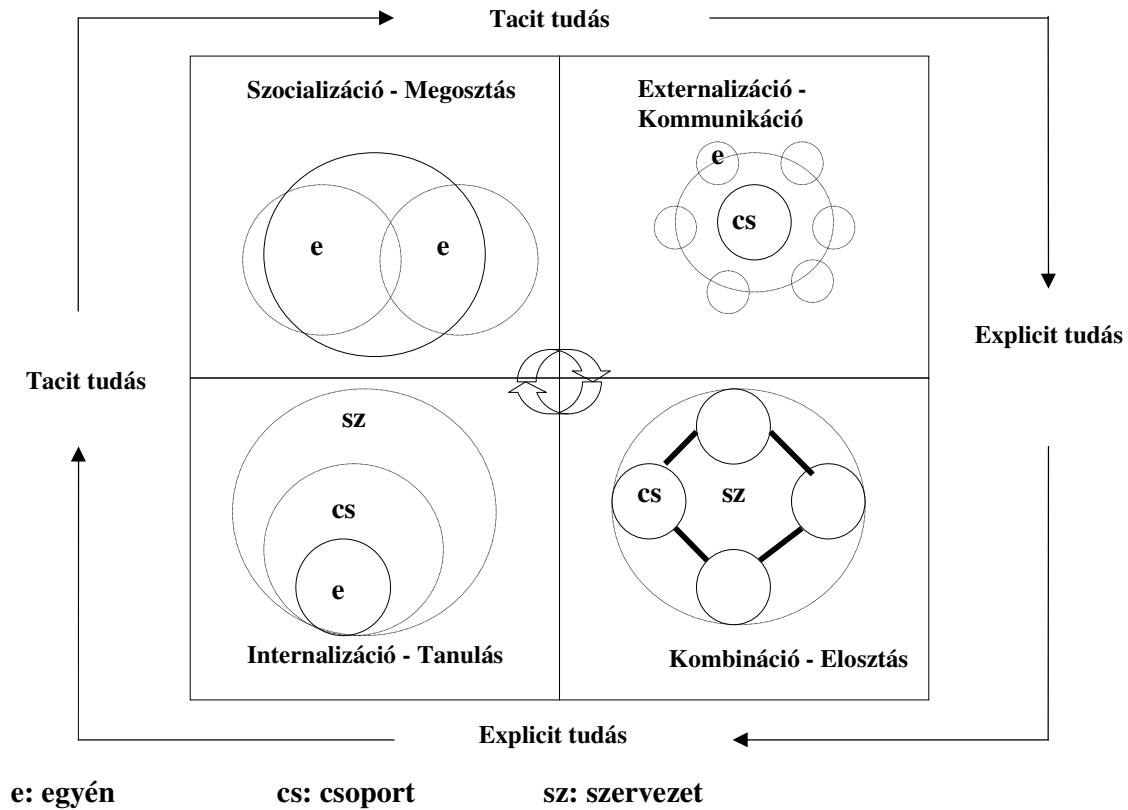 Tacit tudás
Szocializáció - Megosztás
Externalizáció -
Kommunikáció
e
cs
e
e
Explicit tudás
Tacit tudás
sz
cs
e
cs
sz
Internalizáció - Tanulás
Kombináció - Elosztás
Explicit tudás
e: egyén cs: csoport sz: szervezet